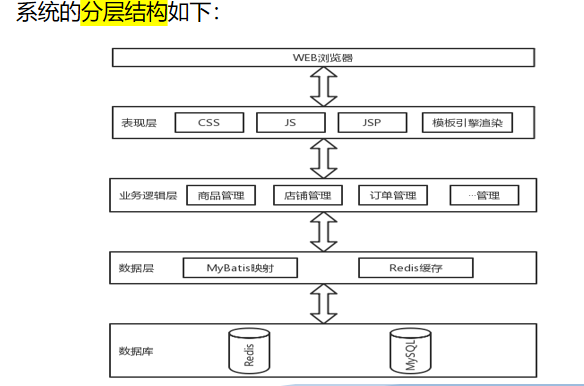 系统的分层结构如下：
WEB浏览器
表现层 CSS JS JSP 模板引擎渲染
业务逻辑层 商品管理 店铺管理 订单管理 ···管理
数据层 MyBatis映射 Redis缓存
数据库 Redis MySQL